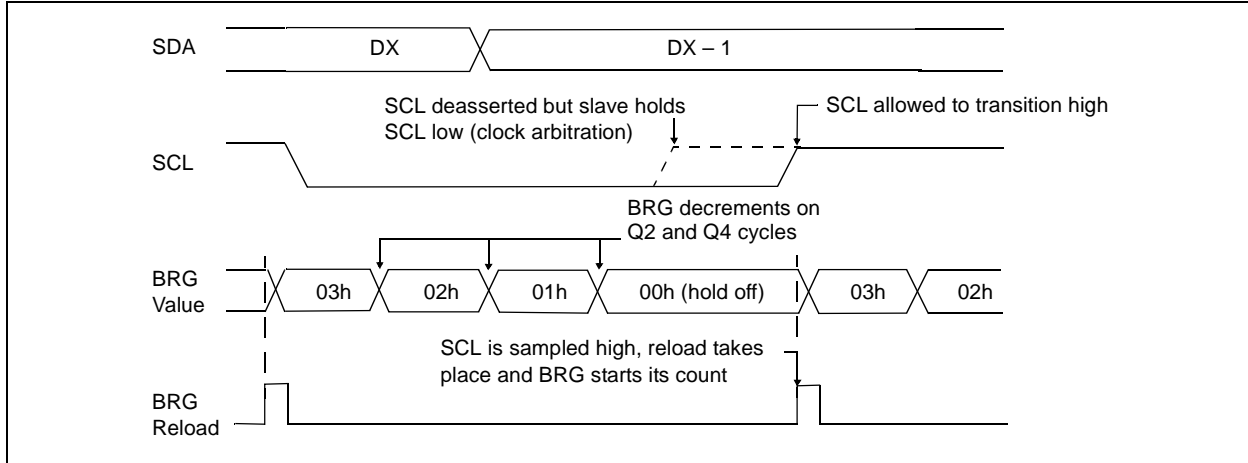 SDA
DX
DX – 1
SCL deasserted but slave holds
SCL low (clock arbitration)
SCL allowed to transition high
SCL
BRG decrements on
Q2 and Q4 cycles
BRG
Value
03h
02h
01h
00h (hold off)
03h
02h
SCL is sampled high, reload takes
place and BRG starts its count
BRG
Reload